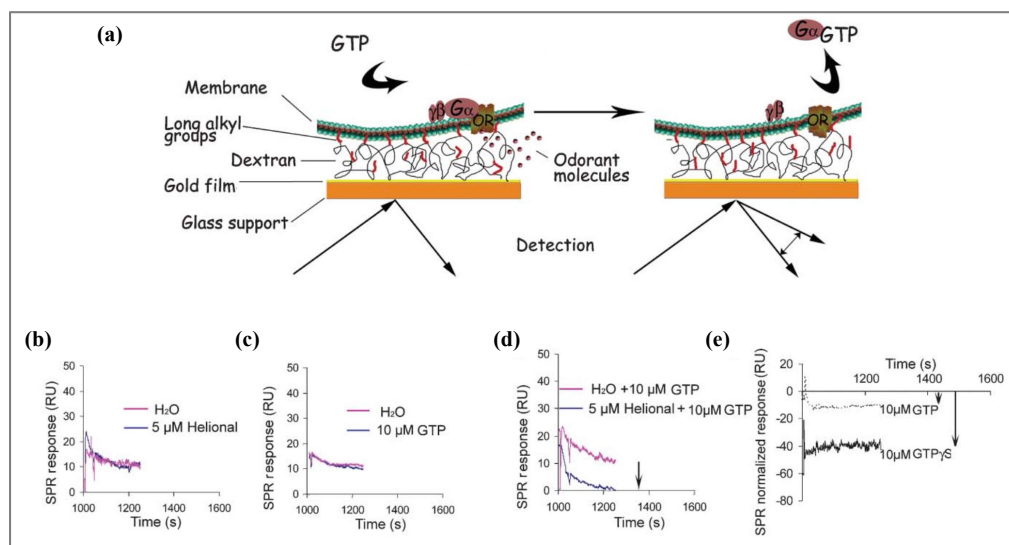 (a)
GTP
Gα GTP
Membrane
γβ Gα
OR
γβ
OR
Long alkyl
groдps
Dextran
Odorant
molecules
Gold film
Glass support
Detection
(b)
(c)
(d)
(e)
50
40
30
20
10
0
SPR response (RU)
H₂O
5 µM Helional
1000 1200 1400 1600
Time (s)
50
40
30
20
10
0
SPR response (RU)
H₂O
10 µM GTP
1000 1200 1400 1600
Time (s)
50
40
30
20
10
0
SPR response (RU)
H₂O +10 µM GTP
5 µM Helional + 10µM GTP
1000 1200 1400 1600
Time (s)
Time (s)
1000 1200 1400 1600
20
0
-20
-40
-60
-80
SPR normalized response (RU)
10µM GTP
10µM GTPγS